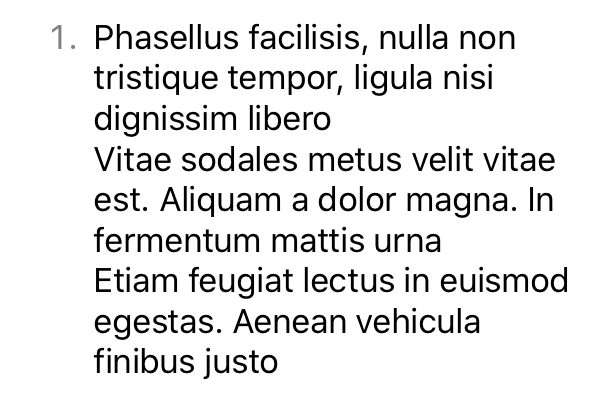 1. Phasellus facilisis, nulla non
tristique tempor, ligula nisi
dignissim libero
Vitae sodales metus velit vitae
est. Aliquam a dolor magna. In
fermentum mattis urna
Etiam feugiat lectus in euismod
egestas. Aenean vehicula
finibus justo